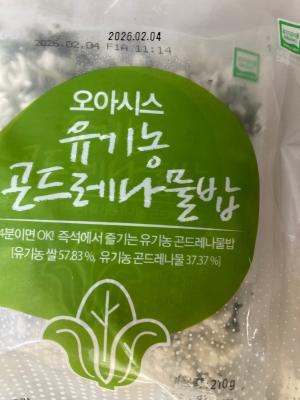 2026.02.04
2026.02.04 F1A 11:14
오아시스
유기농
곤드레나물밥
4분이면 OK! 즉석에서 즐기는 유기농 곤드레나물밥
[유기농 쌀 57.83 %, 유기농 곤드레나물 37.37 %]
210g